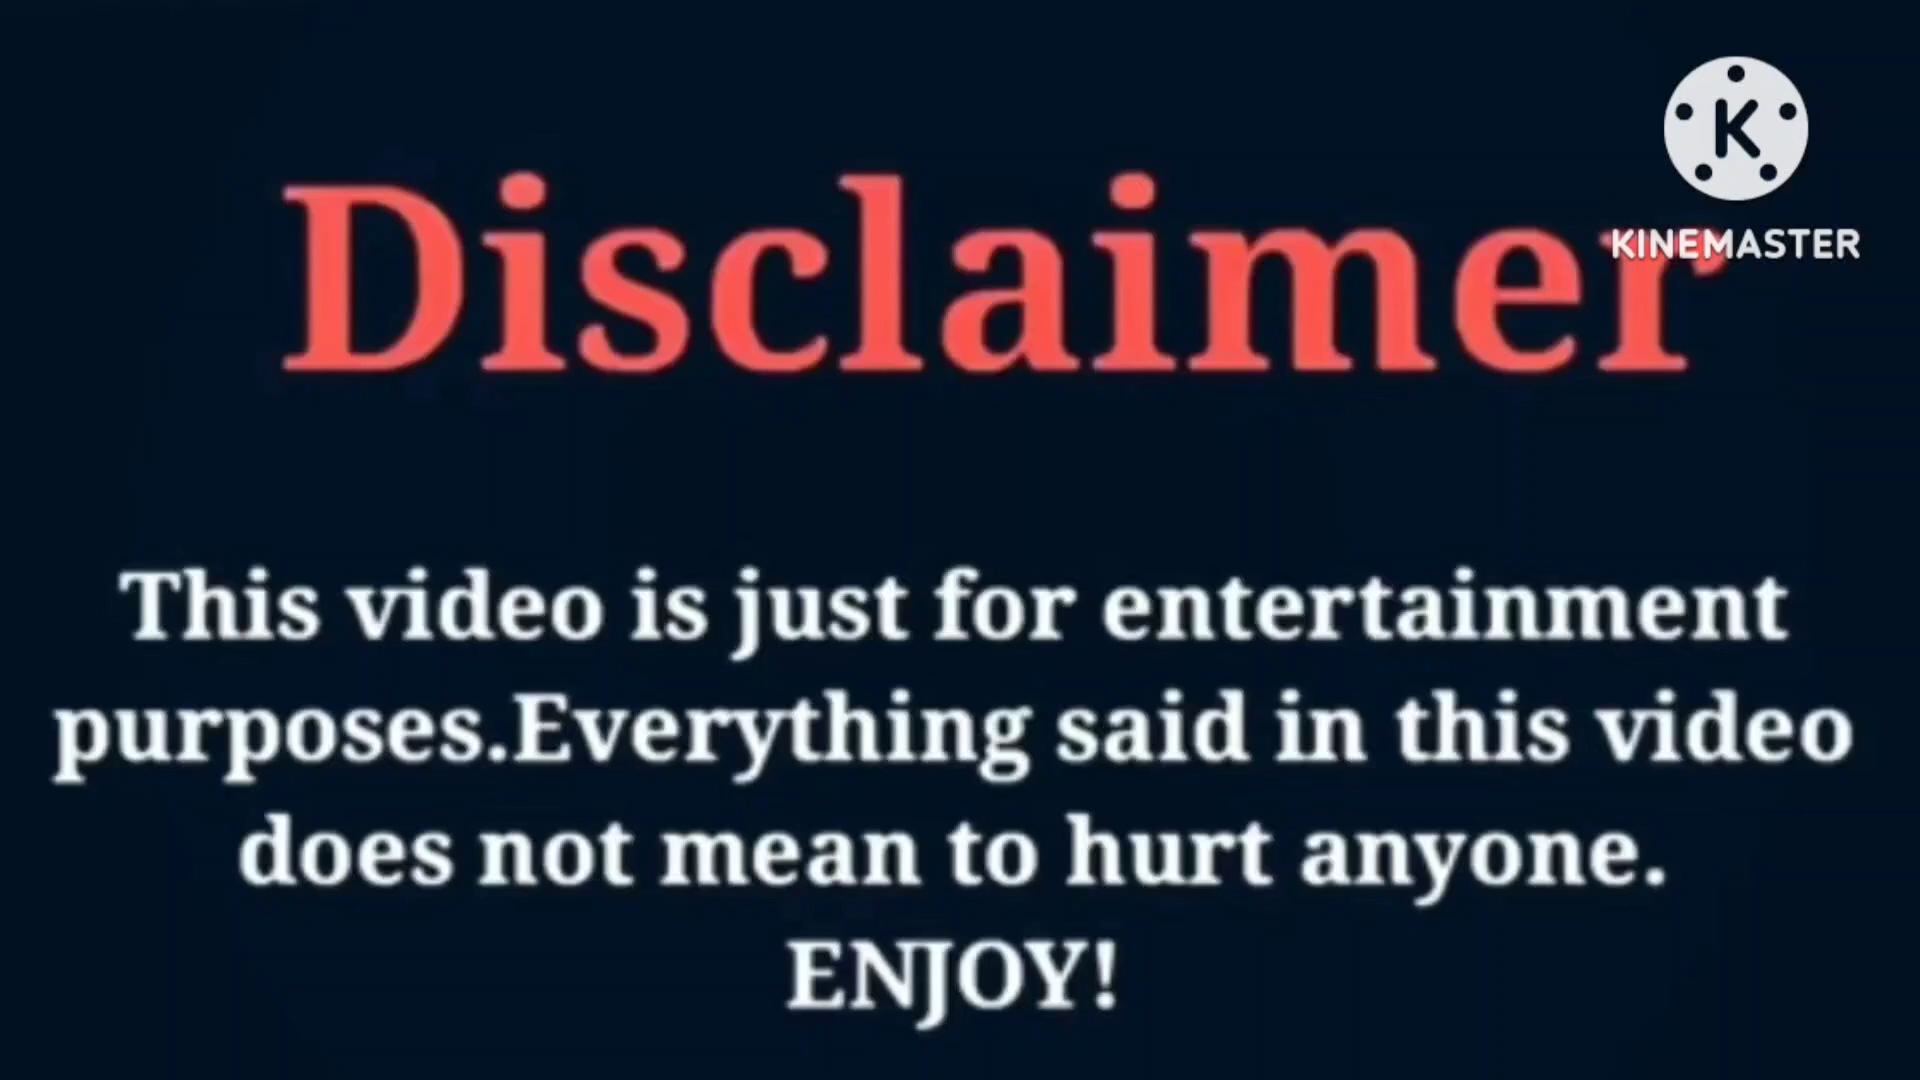 K
KINEMASTER
Disclaimer
This video is just for entertainment
purposes.Everything said in this video
does not mean to hurt anyone.
ENJOY!